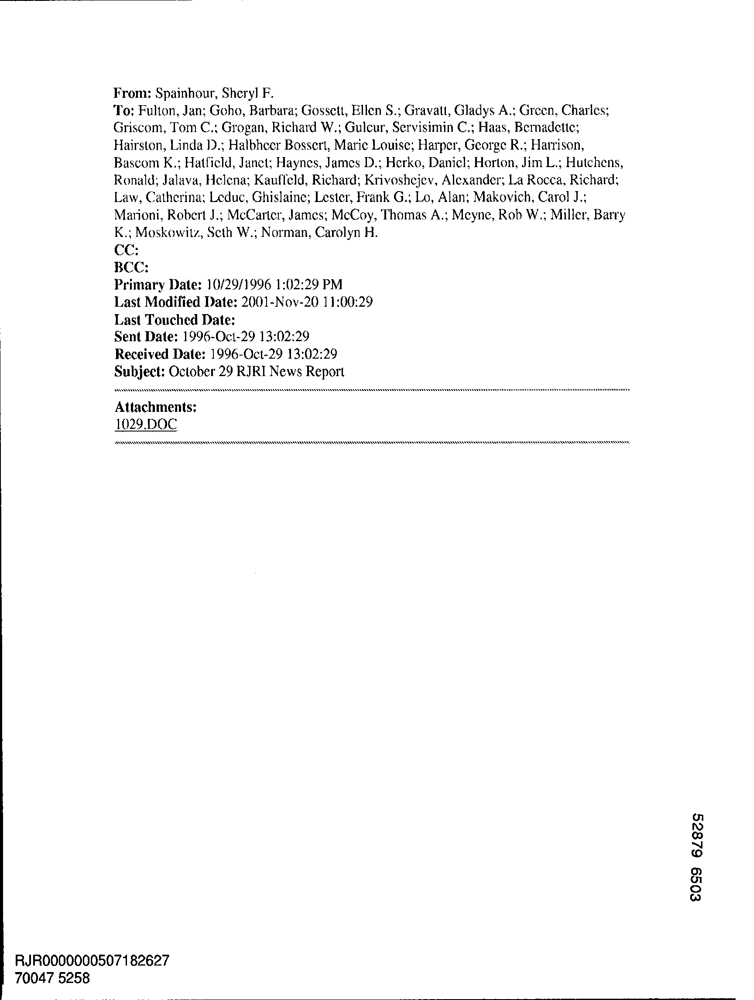 From: Spainhour, Sheryl F.
To: Fulton, Jan; Goho, Barbara; Gossett, Ellen S.; Gravatt, Gladys A.; Green, Charles;
Griscom, Tom C.; Grogan, Richard W.; Guleur, Servisimin C.; Haas, Bernadette;
Hairston, Linda D.; Halbheer Bossert, Marie Louise; Harper, George R.; Harrison,
Bascom K.; Hatfield, Janet; Haynes, James D.; Herko, Daniel; Horton, Jim L.; Hutchens,
Ronald; Jalava, Helena; Kauffeld, Richard; Krivoshejev, Alexander; La Rocca, Richard;
Law, Catherina; Leduc, Ghislaine; Lester, Frank G.; Lo, Alan; Makovich, Carol J.;
Marioni, Robert J.; McCarter, James; McCoy, Thomas A.; Meyne, Rob W.; Miller, Barry
K.; Moskowitz, Seth W.; Norman, Carolyn H.
CC:
BCC:
Primary Date: 10/29/1996 1:02:29 PM
Last Modified Date: 2001-Nov-20 11:00:29
Last Touched Date:
Sent Date: 1996-Oct-29 13:02:29
Received Date: 1996-Oct-29 13:02:29
Subject: October 29 RJRI News Report
Attachments:
1029.DOC
52879 6503
RJR0000000507182627
70047 5258